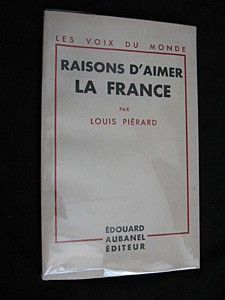 LES VOIX DU MONDE
RAISONS D'AIMER
LA FRANCE
PAR
LOUIS PIÉRARD
ÉDOUARD
AUBANEL
ÉDITEUR